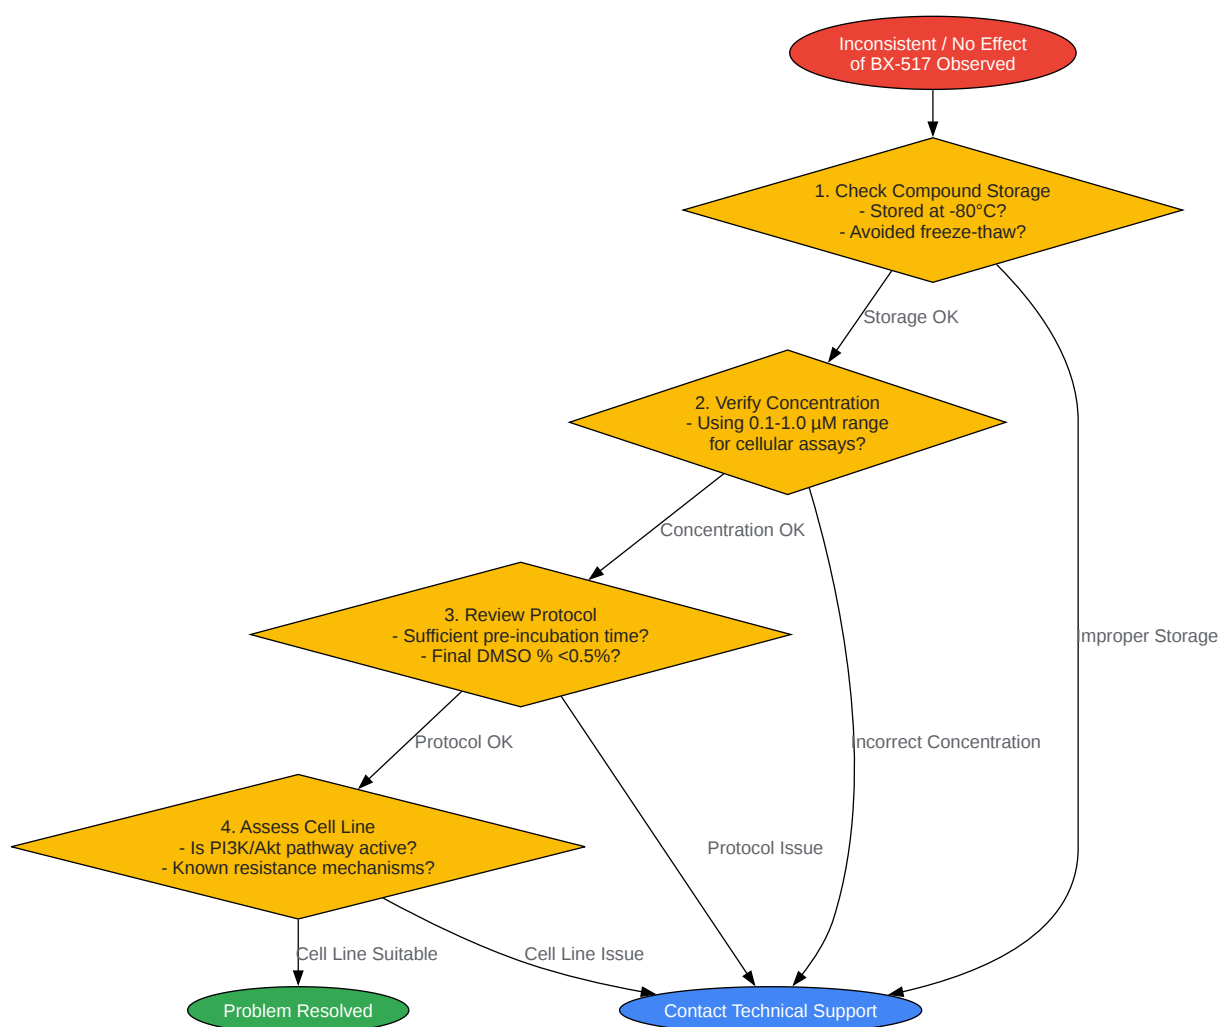 Inconsistent / No Effect
of BX-517 Observed
1. Check Compound Storage
- Stored at -80°C?
- Avoided freeze-thaw?
Storage OK
2. Verify Concentration
- Using 0.1-1.0 µM range
for cellular assays?
Concentration OK
3. Review Protocol
- Sufficient pre-incubation time?
- Final DMSO % <0.5%?
Improper Storage
Protocol OK
Incorrect Concentration
4. Assess Cell Line
- Is PI3K/Akt pathway active?
- Known resistance mechanisms?
Protocol Issue
Cell Line Suitable
Cell Line Issue
Problem Resolved
Contact Technical Support